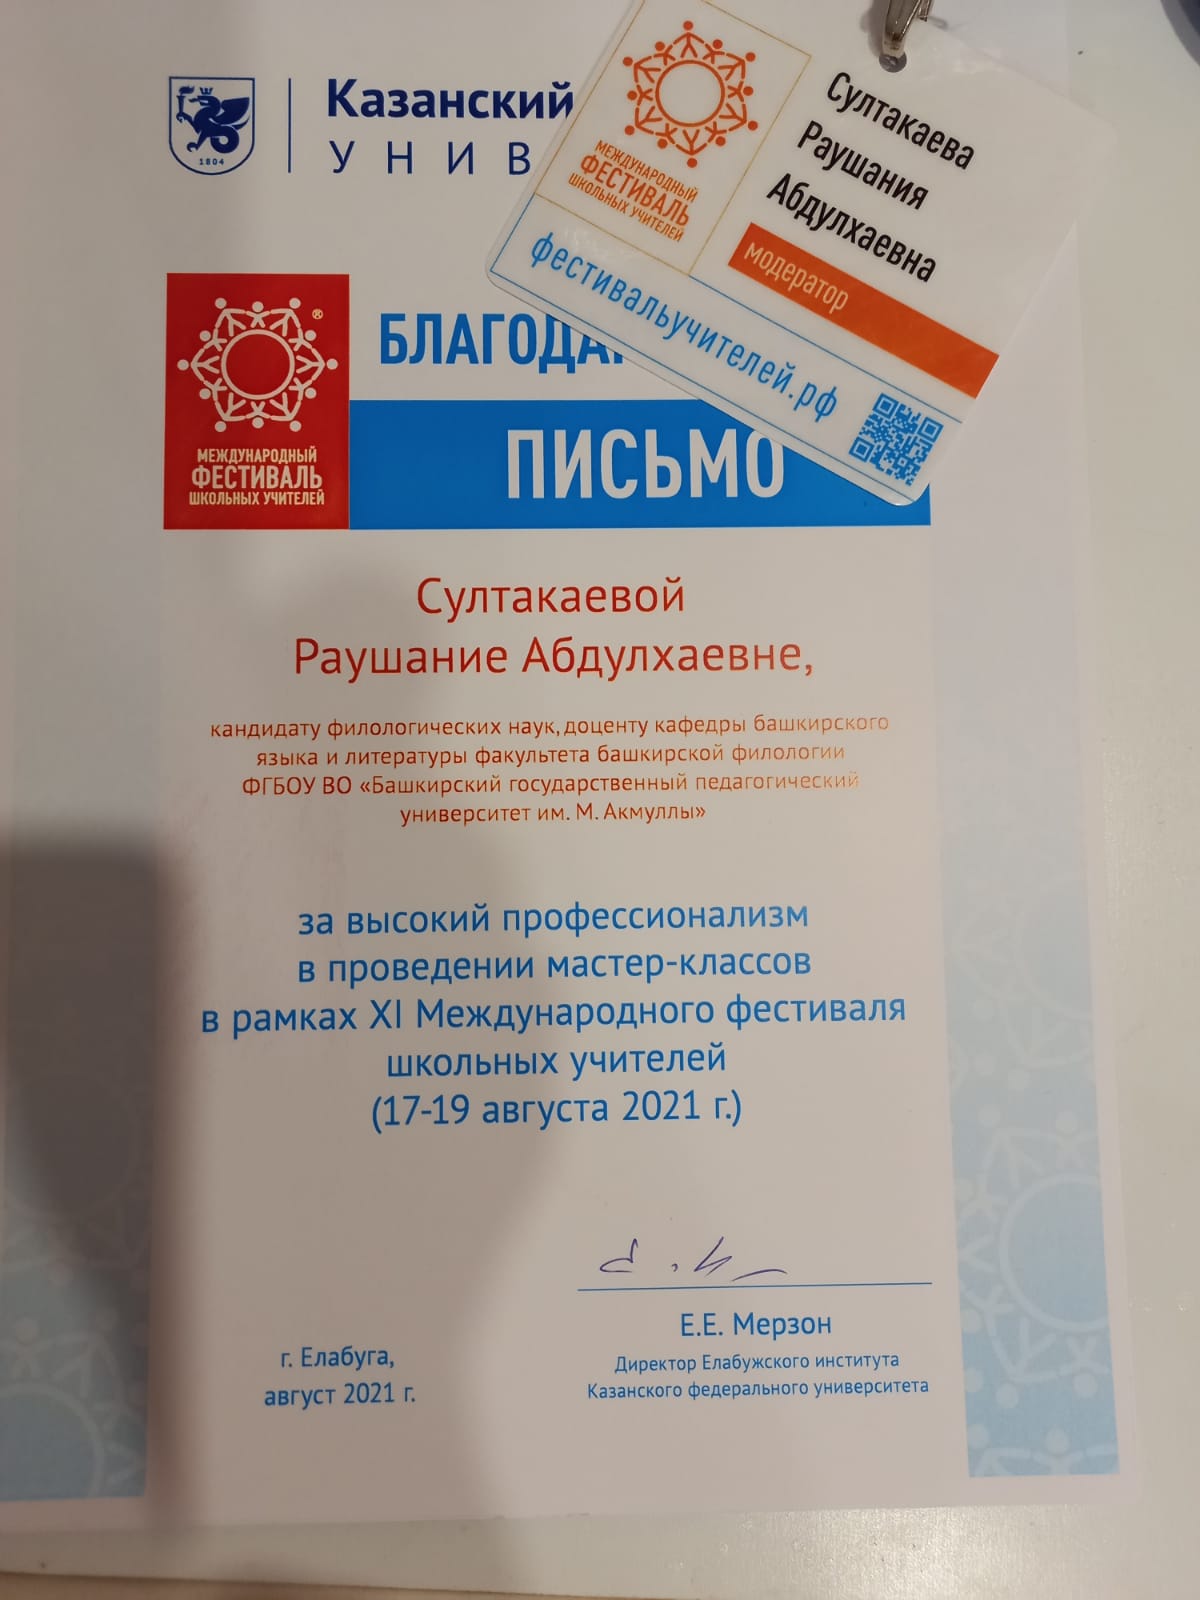 Казанский
УНИВ
1804
МЕЖДУНАРОДНЫЙ
ФЕСТИВАЛЬ
ШКОЛЬНЫХ УЧИТЕЛЕЙ
Султакаева
Раушания
Абдулхаевна
модератор
фестивальучителей.рф
®
МЕЖДУНАРОДНЫЙ
ФЕСТИВАЛЬ
ШКОЛЬНЫХ УЧИТЕЛЕЙ
БЛАГОДА
ПИСЬМО
Султакаевой
Раушание Абдулхаевне,
кандидату филологических наук, доценту кафедры башкирского
языка и литературы факультета башкирской филологии
ФГБОУ ВО «Башкирский государственный педагогический
университет им. М. Акмуллы»
за высокий профессионализм
в проведении мастер-классов
в рамках XI Международного фестиваля
школьных учителей
(17-19 августа 2021 г.)
Е.Е. Мерзон
Директор Елабужского института
Казанского федерального университета
г. Елабуга,
август 2021 г.